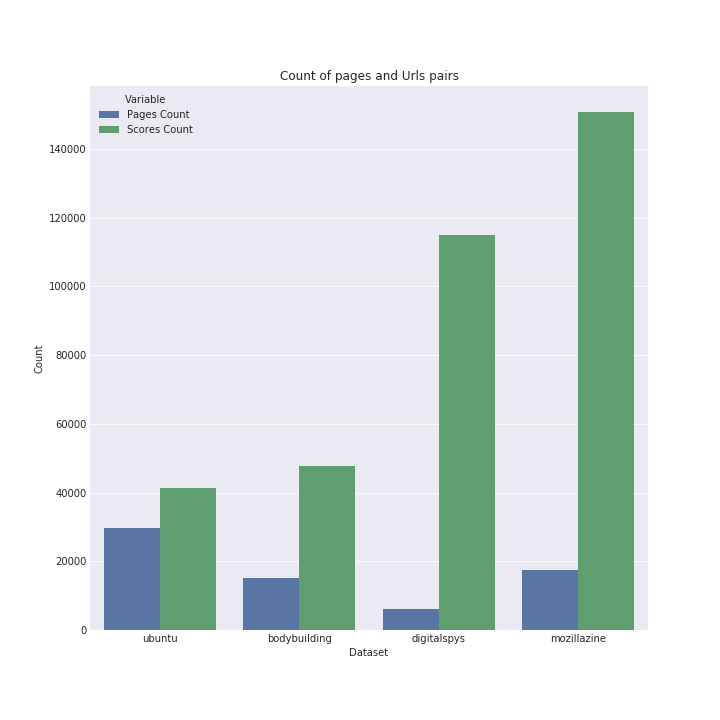 Count of pages and Urls pairs
Variable
Pages Count
Scores Count
140000
120000
100000
80000
60000
40000
20000
0
Count
ubuntu bodybuilding digitalspys mozillazine
Dataset